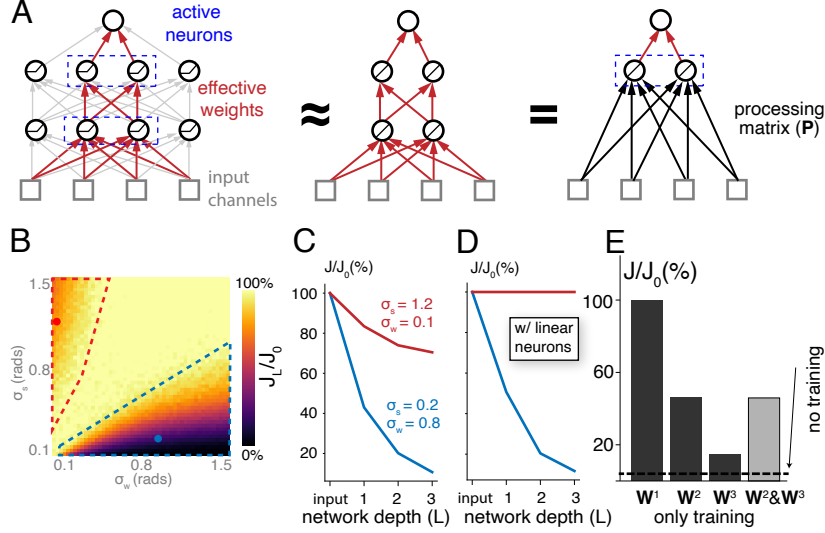 A
active
neurons
effective
weights
input
channels
≈
=
processing
matrix (P)
B
1.5
0.8
0.1
σs (rads)
0.1
0.8
1.5
σw (rads)
100%
0%
JL/J0
C
J/J0(%)
100
80
60
40
20
σs = 1.2
σw = 0.1
σs = 0.2
σw = 0.8
input 1 2 3
network depth (L)
D
J/J0(%)
w/ linear
neurons
input 1 2 3
network depth (L)
E
J/J0(%)
100
60
20
no training
W1 W2 W3 W2&W3
only training